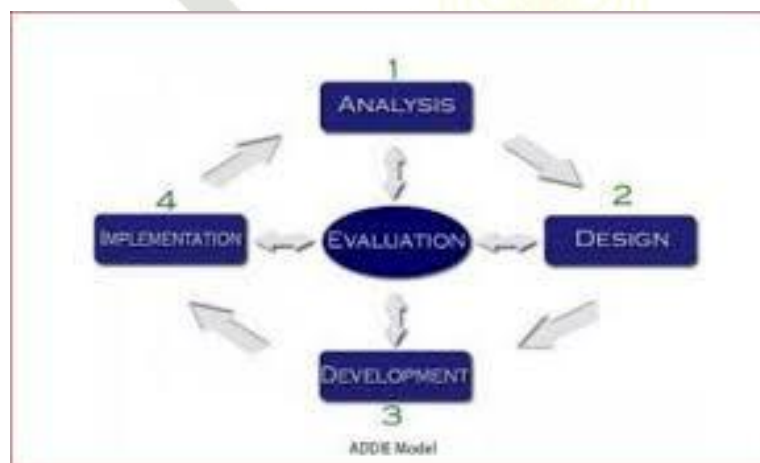 1
ANALYSIS
4
2
IMPLEMENTATION
EVALUATION
DESIGN
DEVELOPMENT
3
ADDIE Model